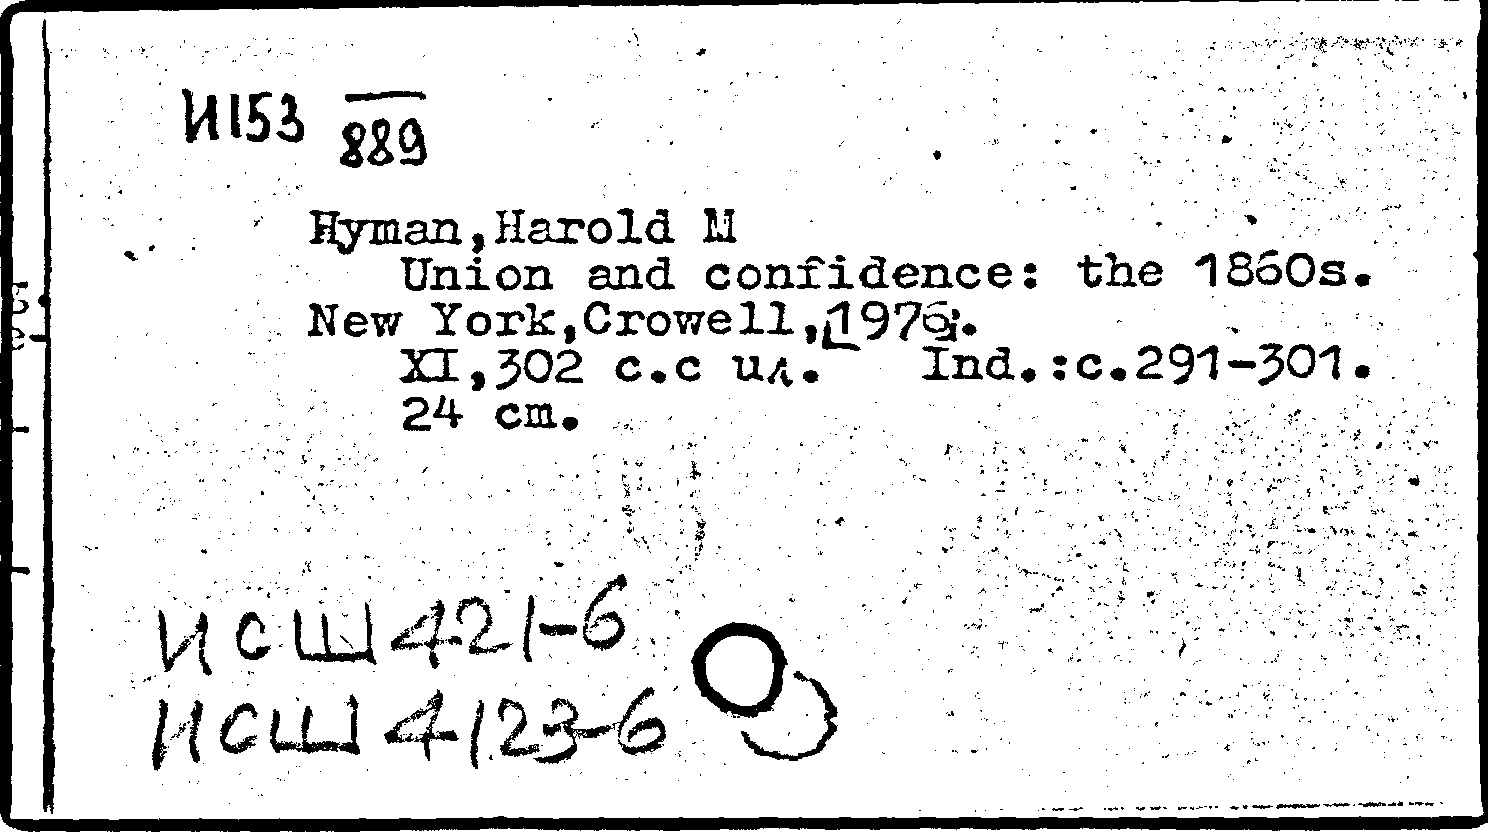 И153 889
Hyman,Harold M
Union and confidence: the 1860s.
New York,Crowell,[1976].
XI,302 с.с ил. Ind.:с.291-301.
24 cm.
ИСШ 421-6
ИСШ 4123-6